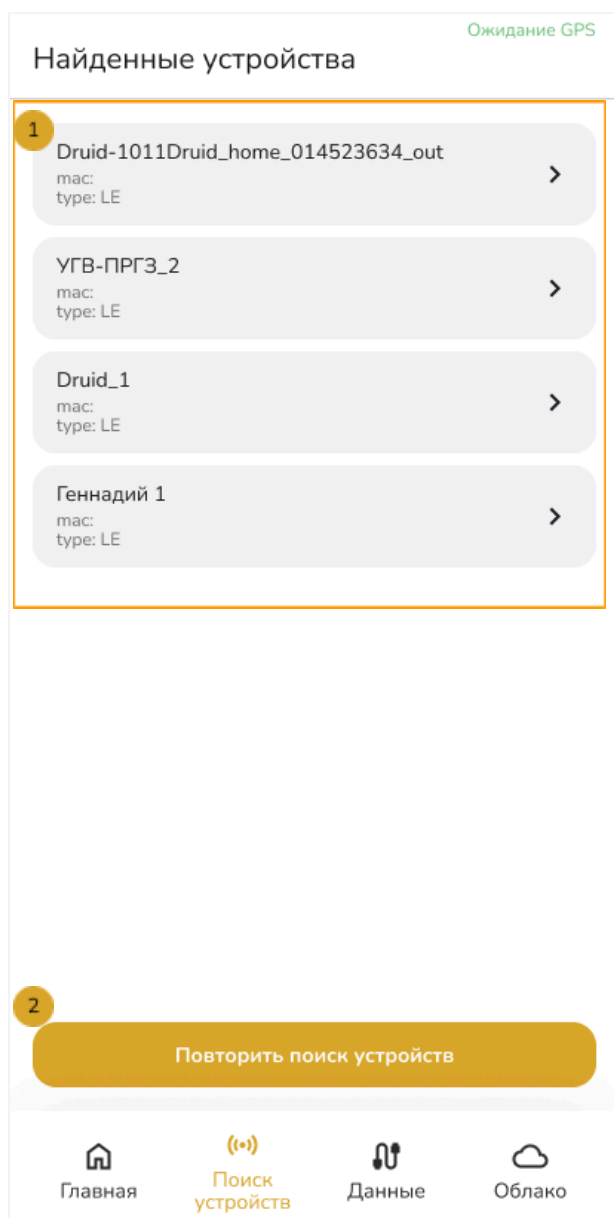 Ожидание GPS
Найденные устройства
1
Druid-1011Druid_home_014523634_out
mac:
type: LE
УГВ-ПРГЗ_2
mac:
type: LE
Druid_1
mac:
type: LE
Геннадий 1
mac:
type: LE
2
Повторить поиск устройств
Главная
Поиск
устройств
Данные
Облако